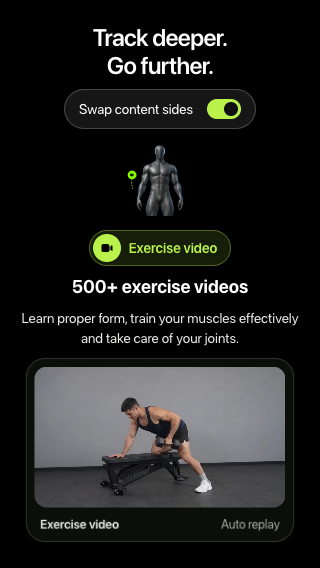 Track deeper.
Go further.
Swap content sides
Exercise video
500+ exercise videos
Learn proper form, train your muscles effectively
and take care of your joints.
Exercise video
Auto replay